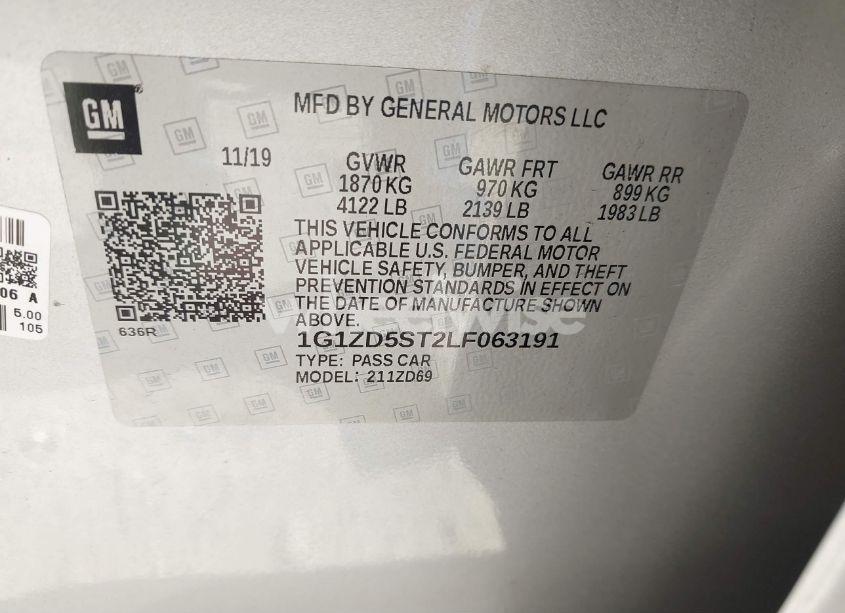 GM
MFD BY GENERAL MOTORS LLC
11/19
GVWR GAWR FRT GAWR RR
1870 KG 970 KG 899 KG
4122 LB 2139 LB 1983 LB
THIS VEHICLE CONFORMS TO ALL
APPLICABLE U.S. FEDERAL MOTOR
VEHICLE SAFETY, BUMPER, AND THEFT
PREVENTION STANDARDS IN EFFECT ON
THE DATE OF MANUFACTURE SHOWN
ABOVE.
636R
1G1ZD5ST2LF063191
TYPE: PASS CAR
MODEL: 211ZD69
06 A
5.00
105